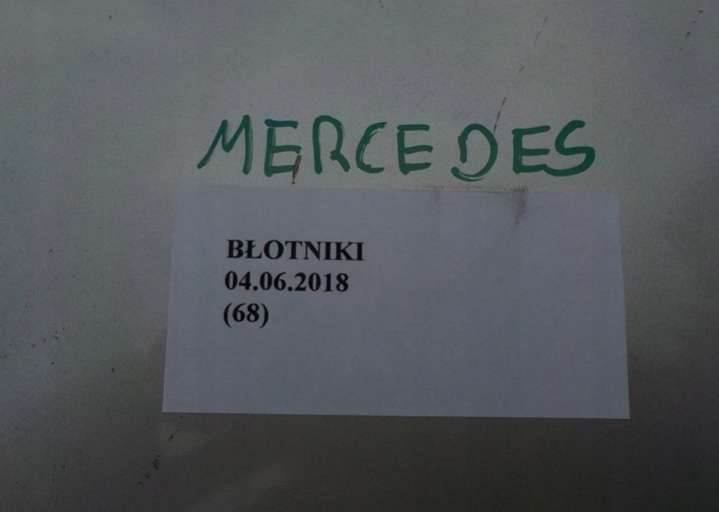 MERCEDES
BŁOTNIKI
04.06.2018
(68)